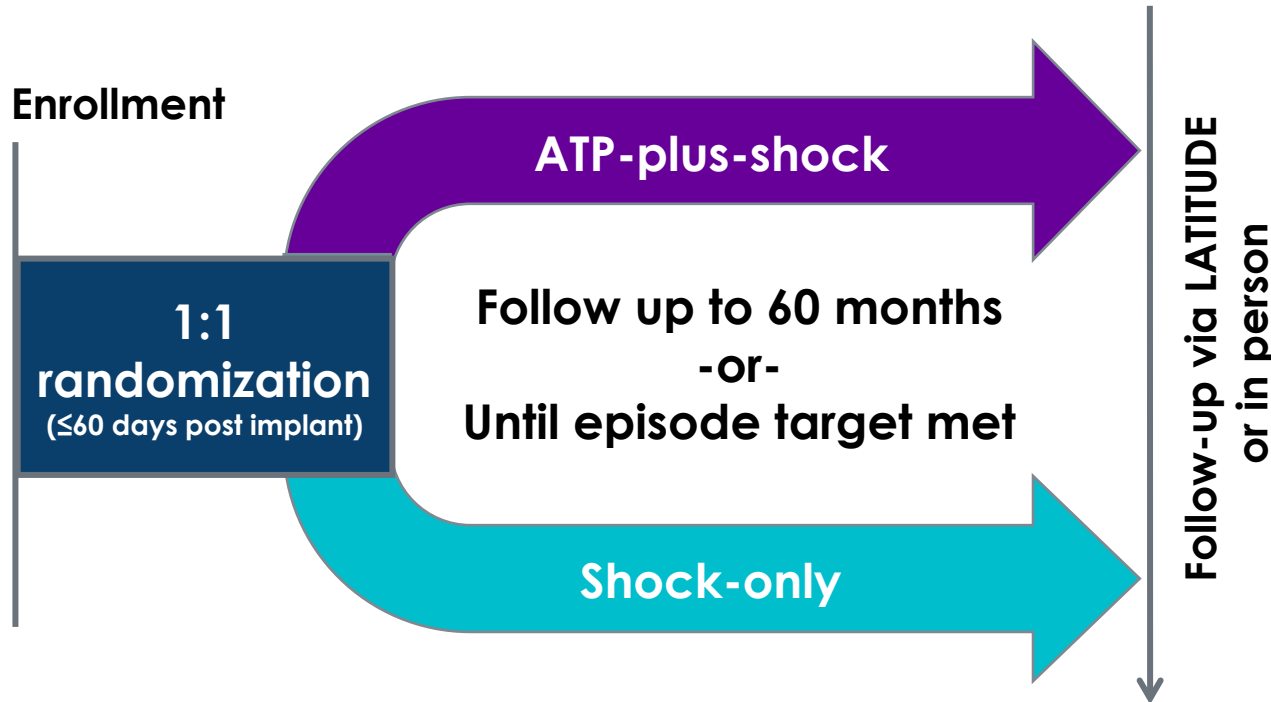 Enrollment
1:1
randomization
(≤60 days post implant)
ATP-plus-shock
Follow up to 60 months
-or-
Until episode target met
Shock-only
Follow-up via LATITUDE
or in person